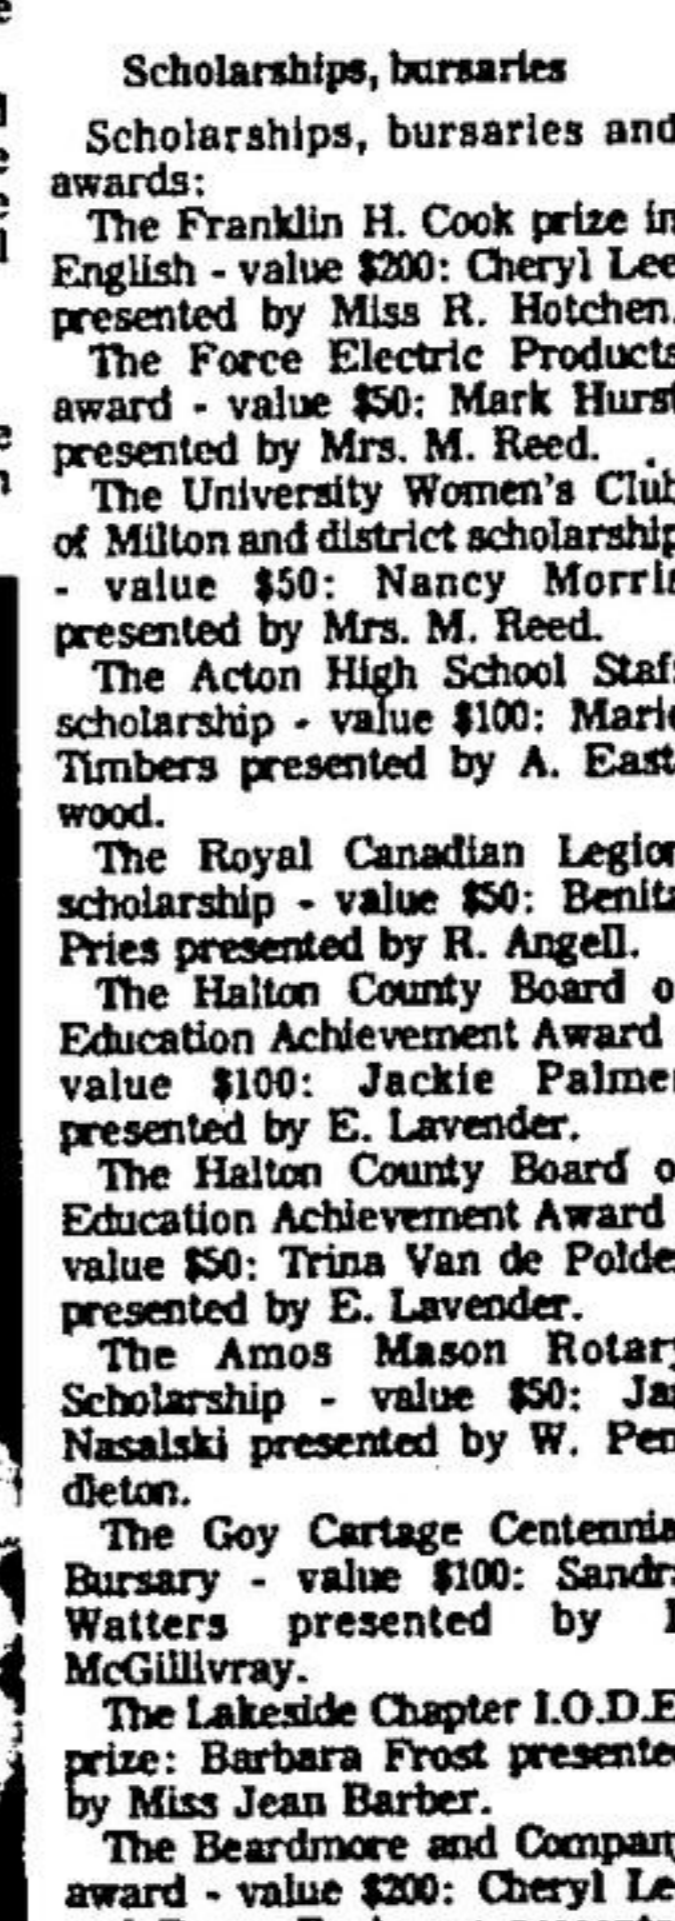 Scholarships, bursaries
Scholarships, bursaries and
awards:
The Franklin H. Cook prize in
English - value $200: Cheryl Lee
presented by Miss R. Hotchen.
The Force Electric Products
award - value $50: Mark Hurst
presented by Mrs. M. Reed.
The University Women's Club
of Milton and district scholarship
- value $50: Nancy Morris
presented by Mrs. M. Reed.
The Acton High School Staff
scholarship - value $100: Marie
Timbers presented by A. East-
wood.
The Royal Canadian Legion
scholarship - value $50: Benita
Pries presented by R. Angell.
The Halton County Board o
Education Achievement Award
value $100: Jackie Palmer
presented by E. Lavender.
The Halton County Board o
Education Achievement Award
value $50: Trina Van de Polde
presented by E. Lavender.
The Amos Mason Rotary
Scholarship - value $50: Jan
Nasalski presented by W. Pen
dleton.
The Goy Cartage Centennia
Bursary - value $100: Sandra
Watters presented by
McGillivray.
The Lakeside Chapter I.O.D.E
prize: Barbara Frost presented
by Miss Jean Barber.
The Beardmore and Company
award - value $200: Cheryl Le